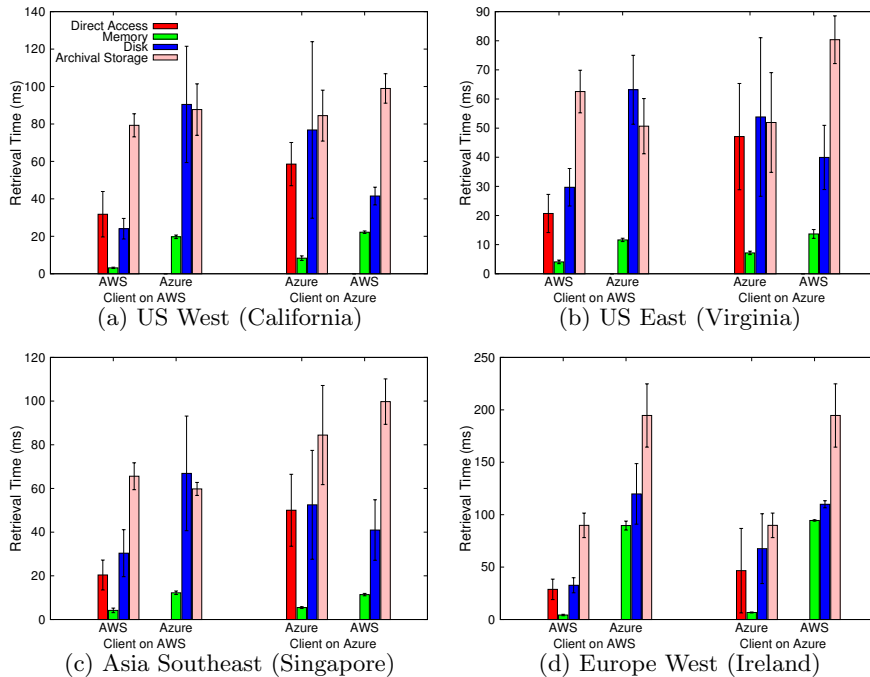 Direct Access
Memory
Disk
Archival Storage
Retrieval Time (ms)
140
120
100
80
60
40
20
0
AWS Azure Azure AWS
Client on AWS Client on Azure
(a) US West (California)
Retrieval Time (ms)
90
80
70
60
50
40
30
20
10
0
AWS Azure Azure AWS
Client on AWS Client on Azure
(b) US East (Virginia)
Retrieval Time (ms)
120
100
80
60
40
20
0
AWS Azure Azure AWS
Client on AWS Client on Azure
(c) Asia Southeast (Singapore)
Retrieval Time (ms)
250
200
150
100
50
0
AWS Azure Azure AWS
Client on AWS Client on Azure
(d) Europe West (Ireland)